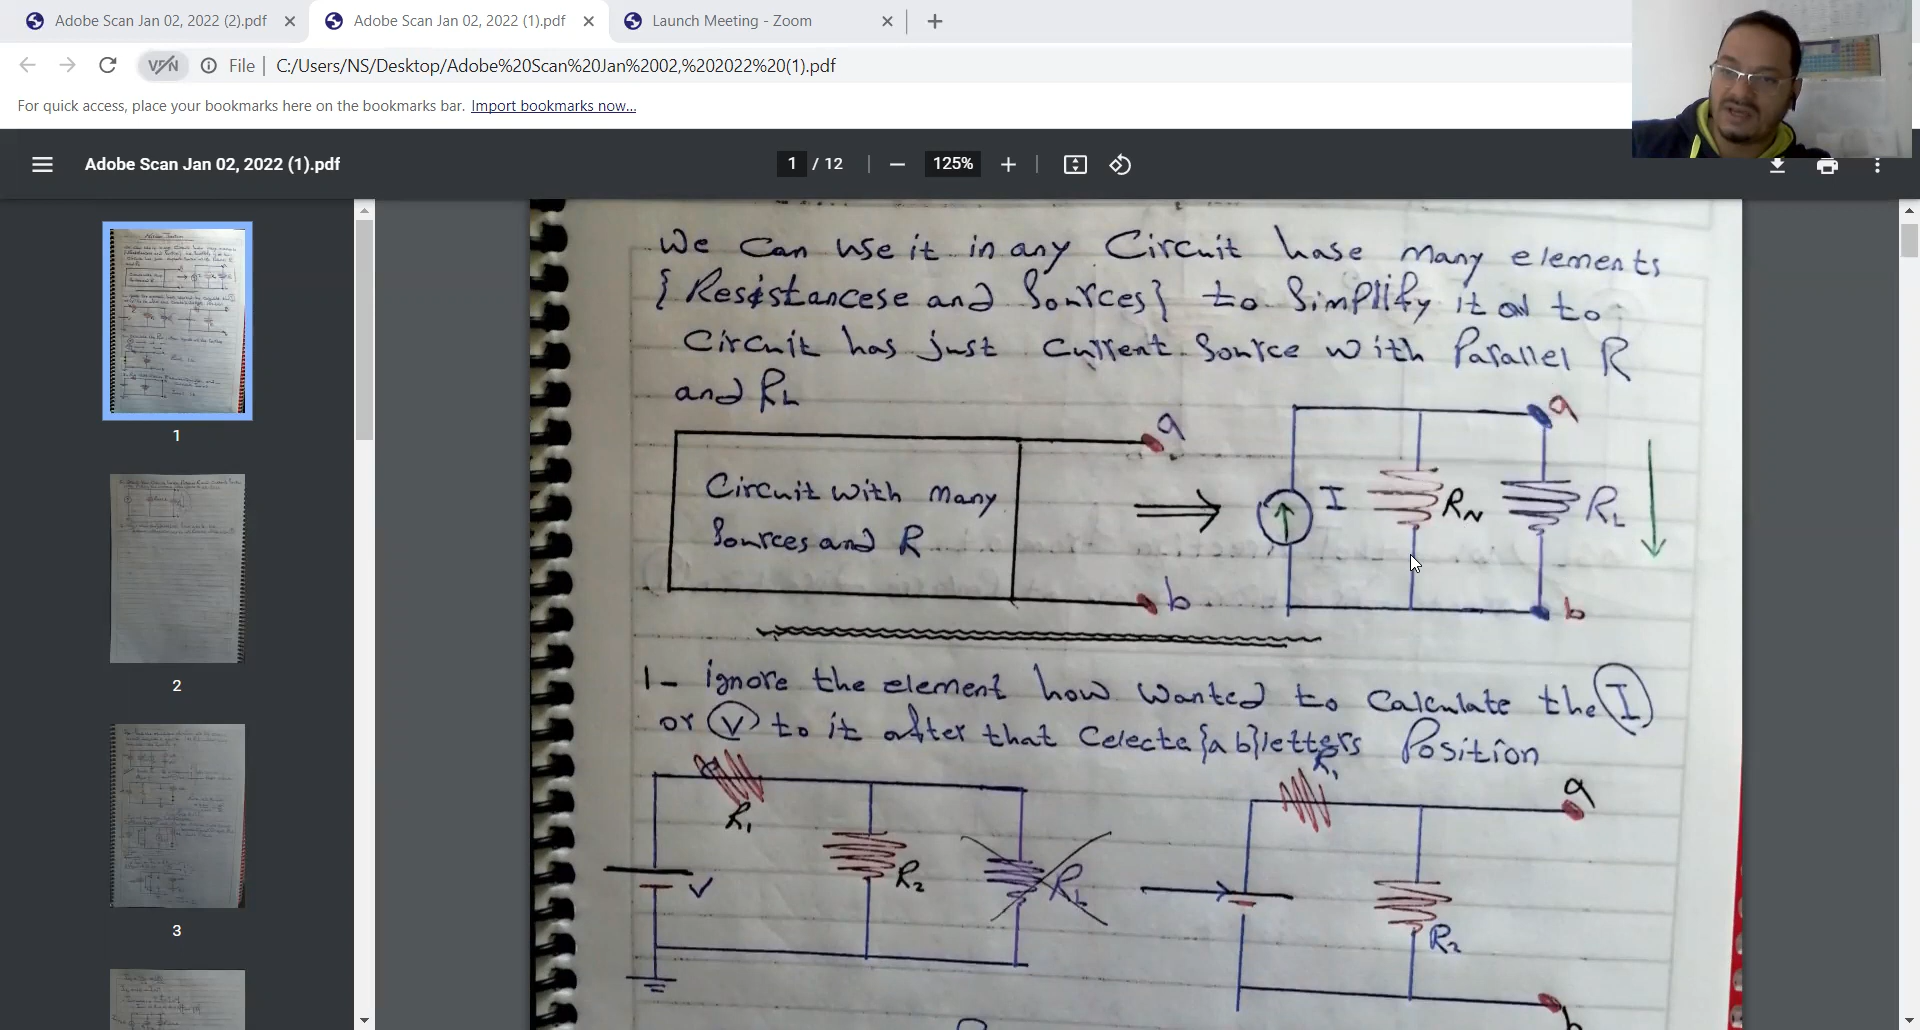 Adobe Scan Jan 02, 2022 (2).pdf
Adobe Scan Jan 02, 2022 (1).pdf
Launch Meeting - Zoom
VPN
File
C:/Users/NS/Desktop/Adobe%20Scan%20Jan%2002,%202022%20(1).pdf
For quick access, place your bookmarks here on the bookmarks bar. Import bookmarks now...
Adobe Scan Jan 02, 2022 (1).pdf
1 / 12
125%
1
2
3
We Can use it in any Circuit hase many elements
{Resistancese and Sources} to Simplify it to
Circuit has just current Source with Parallel R
and RL
a
a
Circuit with many
Sources and R
I
RN
RL
b
b
1- ignore the element how wanted to Calculate the I
or V to it after that Celecte {a b} letters Position
R1
a
R1
V
R2
RL
R2
b